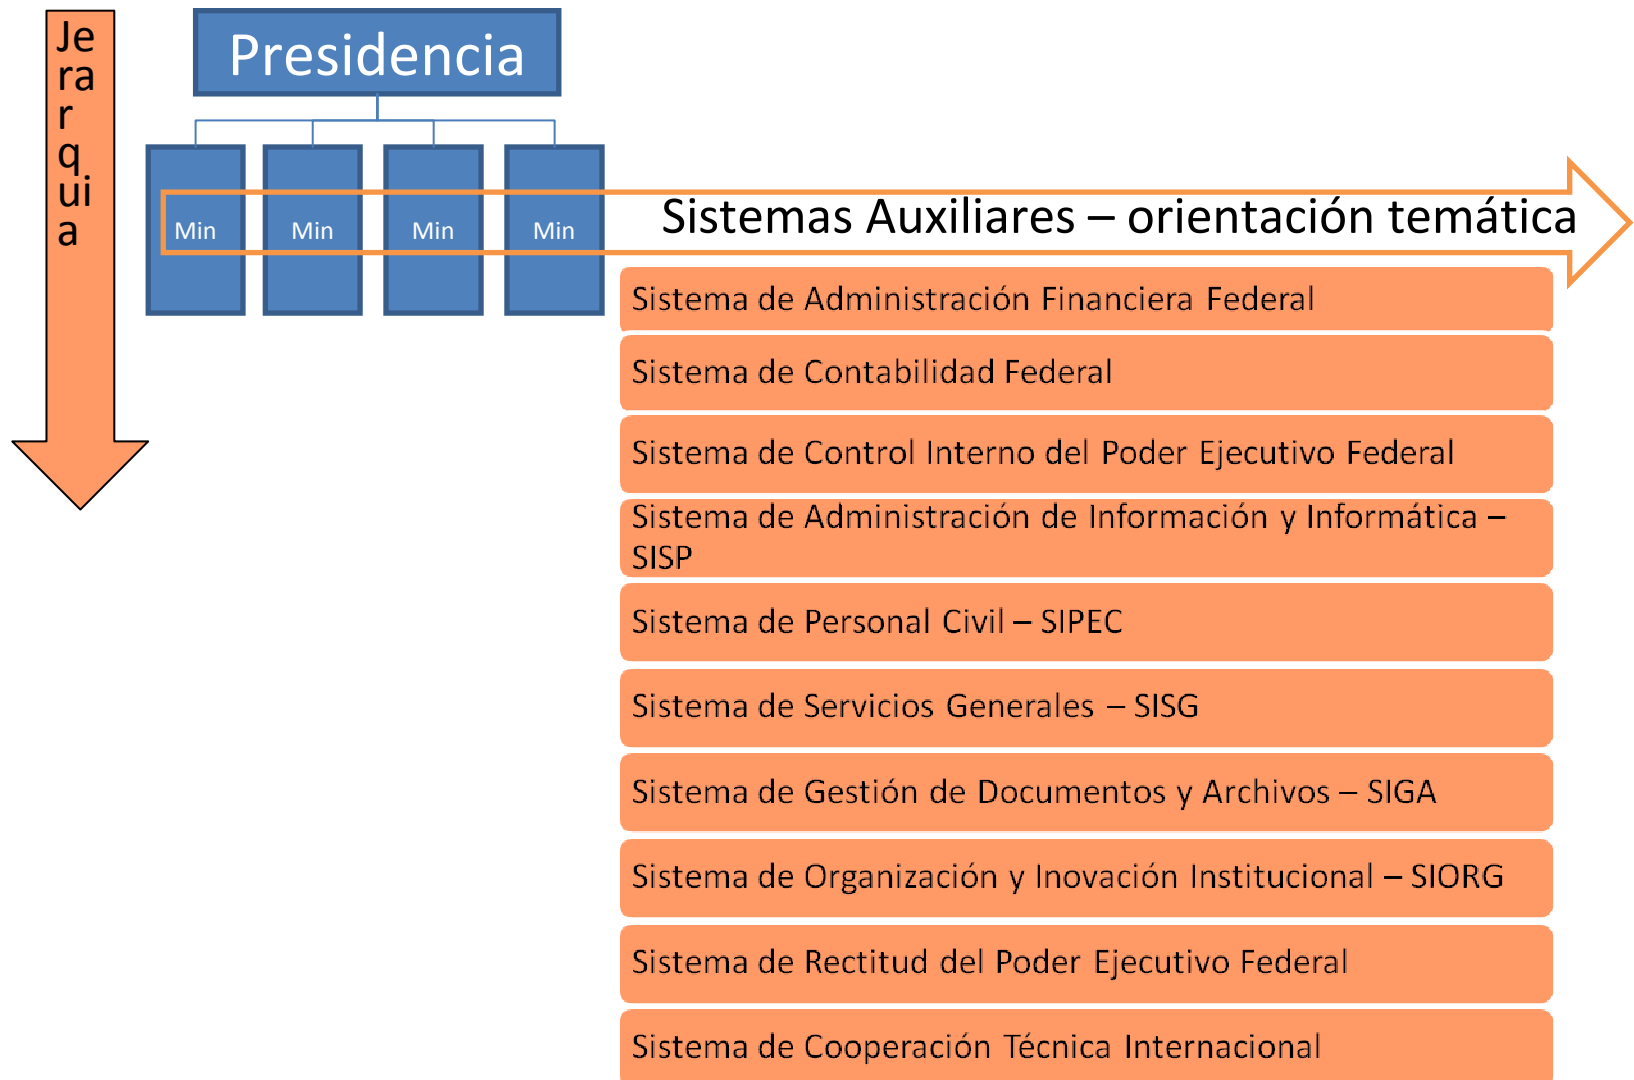 Je
ra
r
q
ui
a
Presidencia
Min Min Min Min
Sistemas Auxiliares – orientación temática
Sistema de Administración Financiera Federal
Sistema de Contabilidad Federal
Sistema de Control Interno del Poder Ejecutivo Federal
Sistema de Administración de Información y Informática –
SISP
Sistema de Personal Civil – SIPEC
Sistema de Servicios Generales – SISG
Sistema de Gestión de Documentos y Archivos – SIGA
Sistema de Organización y Inovación Institucional – SIORG
Sistema de Rectitud del Poder Ejecutivo Federal
Sistema de Cooperación Técnica Internacional